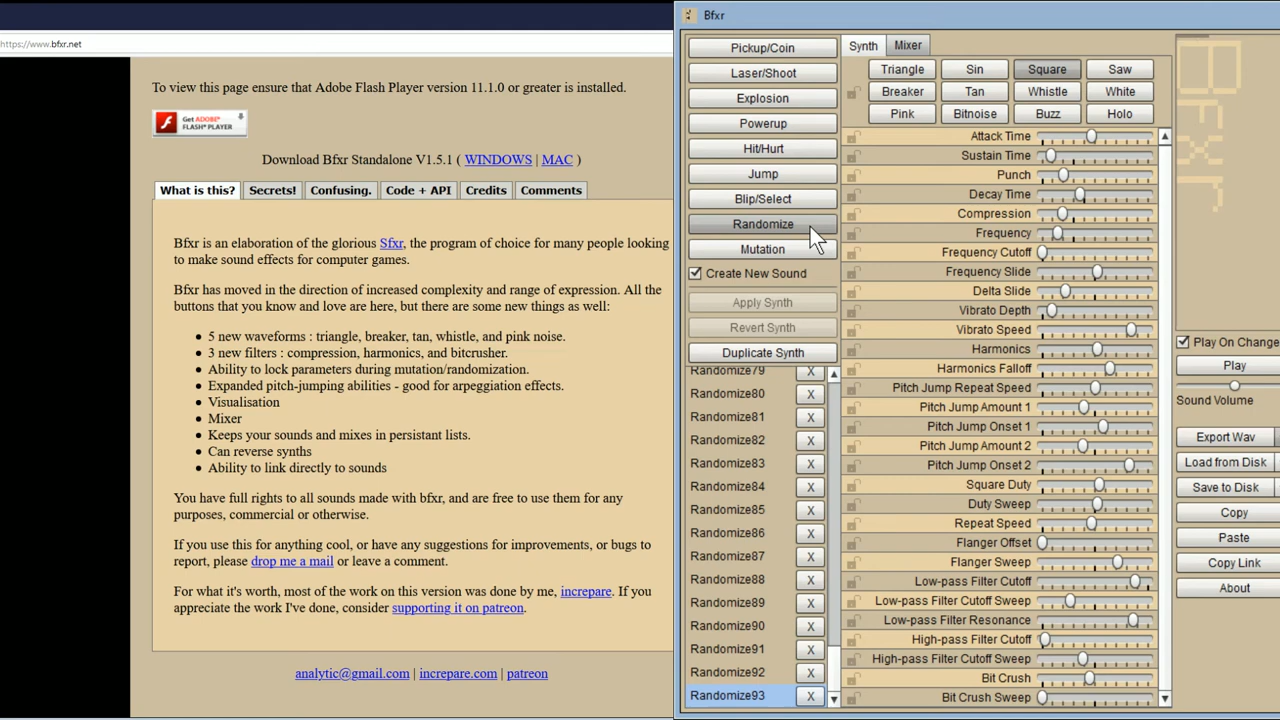 https://www.bfxr.net
To view this page ensure that Adobe Flash Player version 11.1.0 or greater is installed.
Get ADOBE®
FLASH® PLAYER
Download Bfxr Standalone V1.5.1 ( WINDOWS | MAC )
What is this?
Secrets!
Confusing.
Code + API
Credits
Comments
Bfxr is an elaboration of the glorious Sfxr, the program of choice for many people looking
to make sound effects for computer games.
Bfxr has moved in the direction of increased complexity and range of expression. All the
buttons that you know and love are here, but there are some new things as well:
• 5 new waveforms : triangle, breaker, tan, whistle, and pink noise.
• 3 new filters : compression, harmonics, and bitcrusher.
• Ability to lock parameters during mutation/randomization.
• Expanded pitch-jumping abilities - good for arpeggiation effects.
• Visualisation
• Mixer
• Keeps your sounds and mixes in persistant lists.
• Can reverse synths
• Ability to link directly to sounds
You have full rights to all sounds made with bfxr, and are free to use them for any
purposes, commercial or otherwise.
If you use this for anything cool, or have any suggestions for improvements, or bugs to
report, please drop me a mail or leave a comment.
For what it's worth, most of the work on this version was done by me, increpare. If you
appreciate the work I've done, consider supporting it on patreon.
analytic@gmail.com | increpare.com | patreon
Bfxr
Pickup/Coin
Laser/Shoot
Explosion
Powerup
Hit/Hurt
Jump
Blip/Select
Randomize
Mutation
Create New Sound
Apply Synth
Revert Synth
Duplicate Synth
Randomize79 X
Randomize80 X
Randomize81 X
Randomize82 X
Randomize83 X
Randomize84 X
Randomize85 X
Randomize86 X
Randomize87 X
Randomize88 X
Randomize89 X
Randomize90 X
Randomize91 X
Randomize92 X
Randomize93 X
Synth
Mixer
Triangle
Sin
Square
Saw
Breaker
Tan
Whistle
White
Pink
Bitnoise
Buzz
Holo
Attack Time
Sustain Time
Punch
Decay Time
Compression
Frequency
Frequency Cutoff
Frequency Slide
Delta Slide
Vibrato Depth
Vibrato Speed
Harmonics
Harmonics Falloff
Pitch Jump Repeat Speed
Pitch Jump Amount 1
Pitch Jump Onset 1
Pitch Jump Amount 2
Pitch Jump Onset 2
Square Duty
Duty Sweep
Repeat Speed
Flanger Offset
Flanger Sweep
Low-pass Filter Cutoff
Low-pass Filter Cutoff Sweep
Low-pass Filter Resonance
High-pass Filter Cutoff
High-pass Filter Cutoff Sweep
Bit Crush
Bit Crush Sweep
Bfxr
Play On Change
Play
Sound Volume
Export Wav
Load from Disk
Save to Disk
Copy
Paste
Copy Link
About